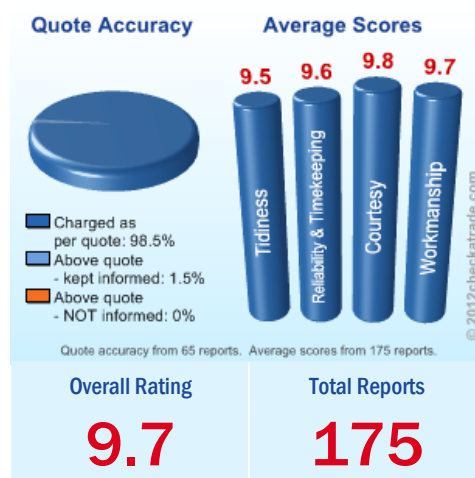 Quote Accuracy
Average Scores
9.5
9.6
9.8
9.7
Tidiness
Reliability & Timekeeping
Courtesy
Workmanship
Charged as
per quote: 98.5%
Above quote
- kept informed: 1.5%
Above quote
- NOT informed: 0%
© 2012checkatrade.com
Quote accuracy from 65 reports. Average scores from 175 reports.
Overall Rating
Total Reports
9.7
175